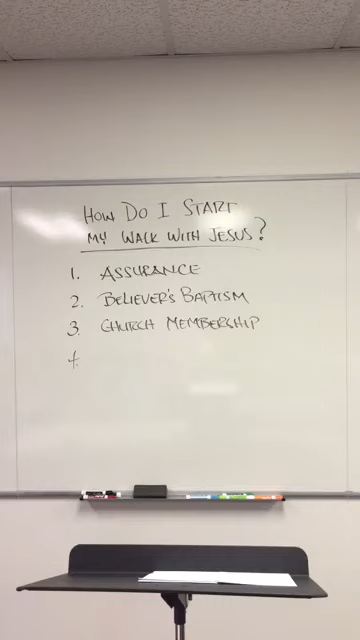 HOW DO I START
MY WALK WITH JESUS?
1. ASSURANCE
2. BELIEVER'S BAPTISM
3. CHURCH MEMBERSHIP
4.